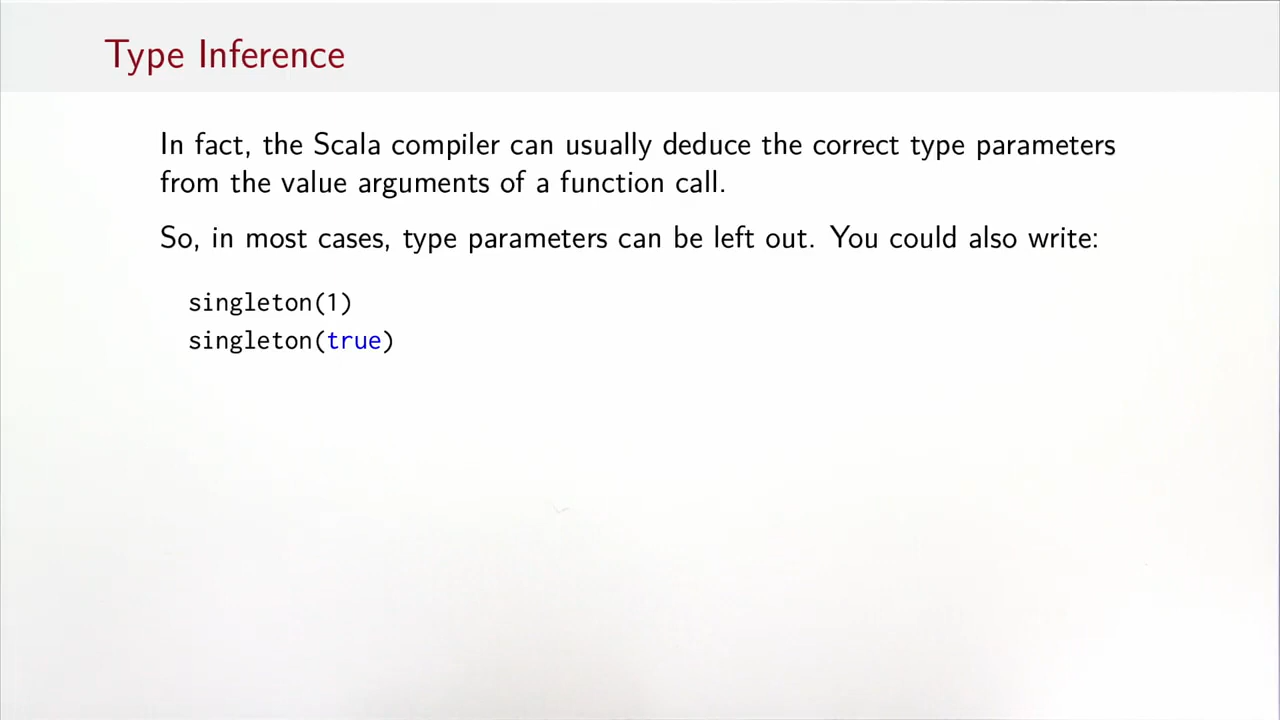 Type Inference
In fact, the Scala compiler can usually deduce the correct type parameters
from the value arguments of a function call.
So, in most cases, type parameters can be left out. You could also write:
singleton(1)
singleton(true)